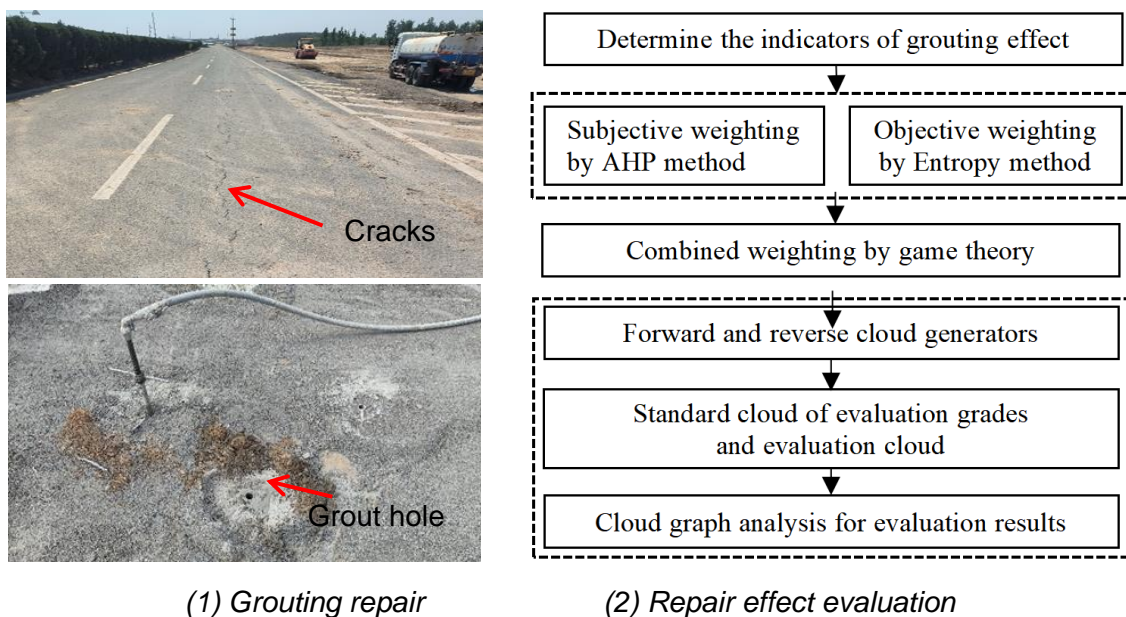 Cracks
Grout hole
(1) Grouting repair
Determine the indicators of grouting effect
Subjective weighting
by AHP method
Objective weighting
by Entropy method
Combined weighting by game theory
Forward and reverse cloud generators
Standard cloud of evaluation grades
and evaluation cloud
Cloud graph analysis for evaluation results
(2) Repair effect evaluation